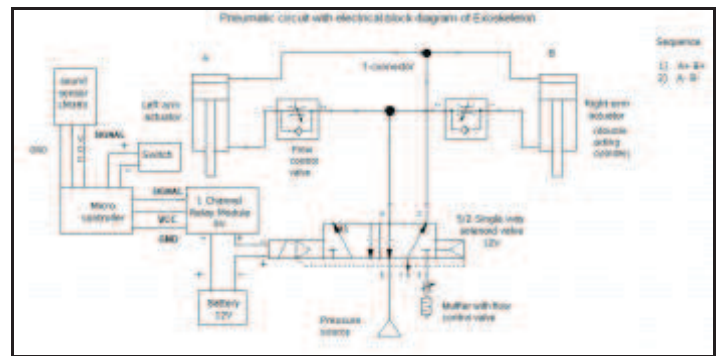 Pneumatic circuit with electrical block diagram of Exoskeleton
A
T-connector
B
Sequence
1) A+ B+
2) A- B-
sound
sensor
Left arm
actuator
Right arm
actuator
(double
acting
cylinder)
Flow
control
valve
GND
VCC
SIGNAL
+
-
Switch
Micro
controller
SIGNAL
VCC
GND
1 Channel
Relay Module
5/2 Single way
solenoid valve
12V
+
-
Battery
12V
Pressure
source
Muffler with flow
control valve